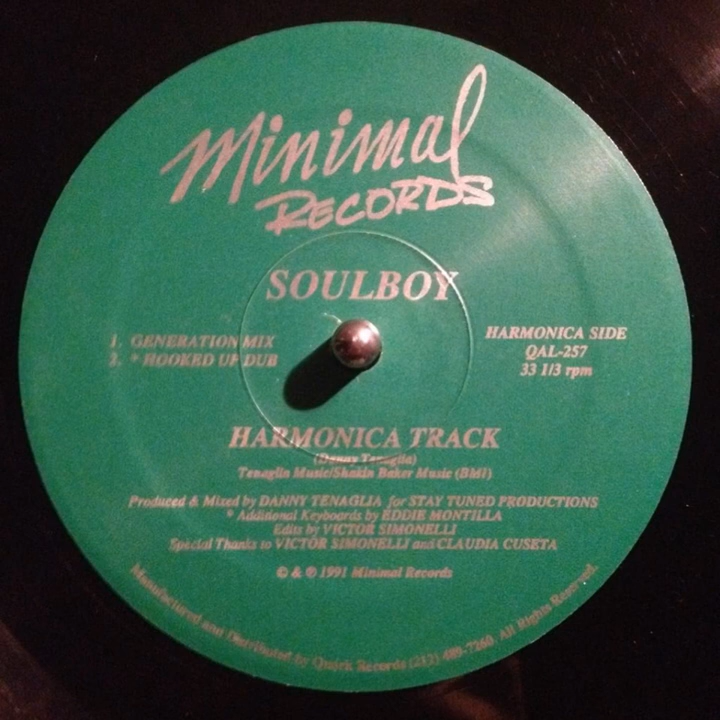 Minimal
RECORDS
SOULBOY
1. GENERATION MIX
2. * HOOKED UP DUB
HARMONICA SIDE
QAL-257
33 1/3 rpm
HARMONICA TRACK
(Danny Tenaglia)
Tenaglia Music/Shakin Baker Music (BMI)
Produced & Mixed by DANNY TENAGLIA for STAY TUNED PRODUCTIONS
* Additional Keyboards by EDDIE MONTILLA
Edits by VICTOR SIMONELLI
Special Thanks to VICTOR SIMONELLI and CLAUDIA CUSETA
© & ℗ 1991 Minimal Records
Manufactured and Distributed by Quark Records (212) 489-7260. All Rights Reserved.